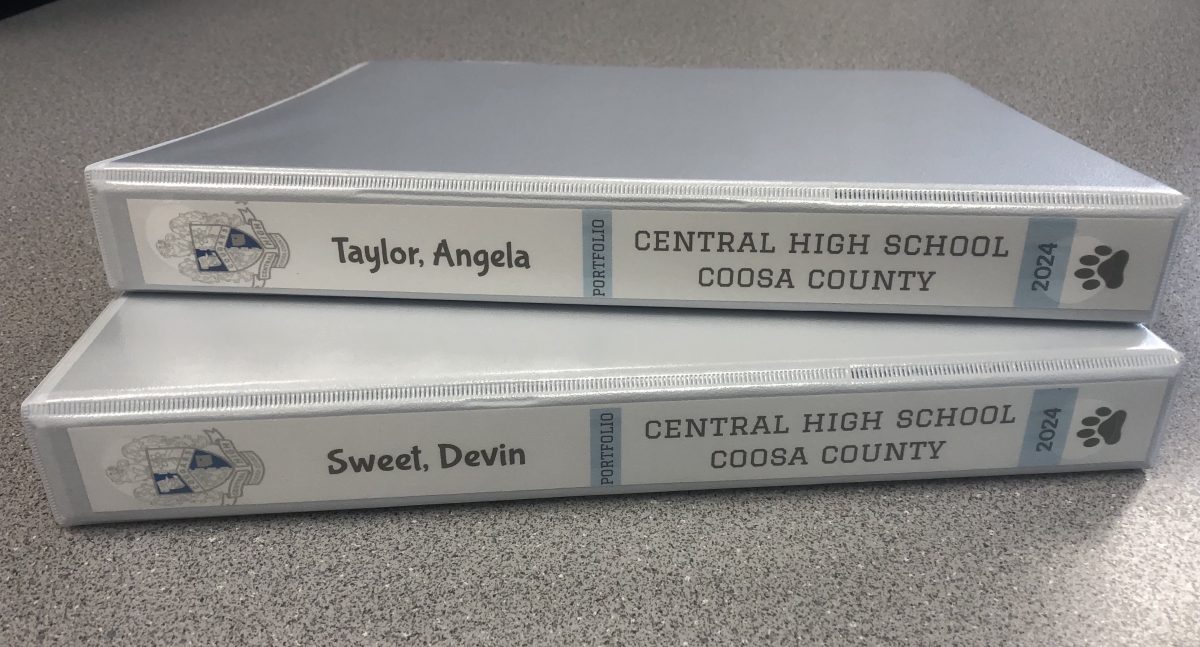 Taylor, Angela
PORTFOLIO
CENTRAL HIGH SCHOOL
COOSA COUNTY
2024
Sweet, Devin
PORTFOLIO
CENTRAL HIGH SCHOOL
COOSA COUNTY
2024